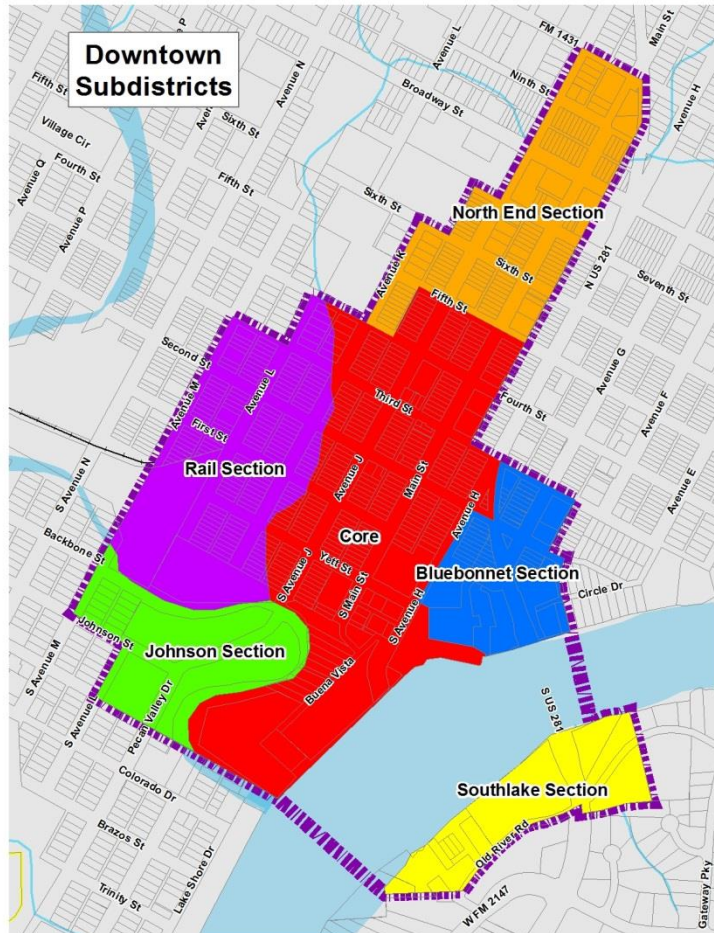 Downtown
Subdistricts
FM 1431
Main St
Avenue L
Avenue N
Ninth St
Avenue H
Broadway St
Fifth St
Sixth St
Village Cir
Fourth St
Fifth St
Avenue Q
Avenue P
Sixth St
North End Section
Avenue K
Sixth St
N US 281
Seventh St
Fifth St
Second St
Avenue L
Avenue M
Avenue G
Third St
Fourth St
Avenue F
First St
Avenue J
Main St
Rail Section
Avenue E
S Avenue N
Avenue H
Core
Backbone St
Yett St
Bluebonnet Section
S Avenue J
S Main St
Circle Dr
S Avenue H
Johnson St
Johnson Section
S Avenue M
Buena Vista
S Avenue L
Pecan Valley Dr
S US 281
Colorado Dr
Southlake Section
Brazos St
Old River Rd
Lake Shore Dr
Trinity St
W FM 2147
Gateway Pky